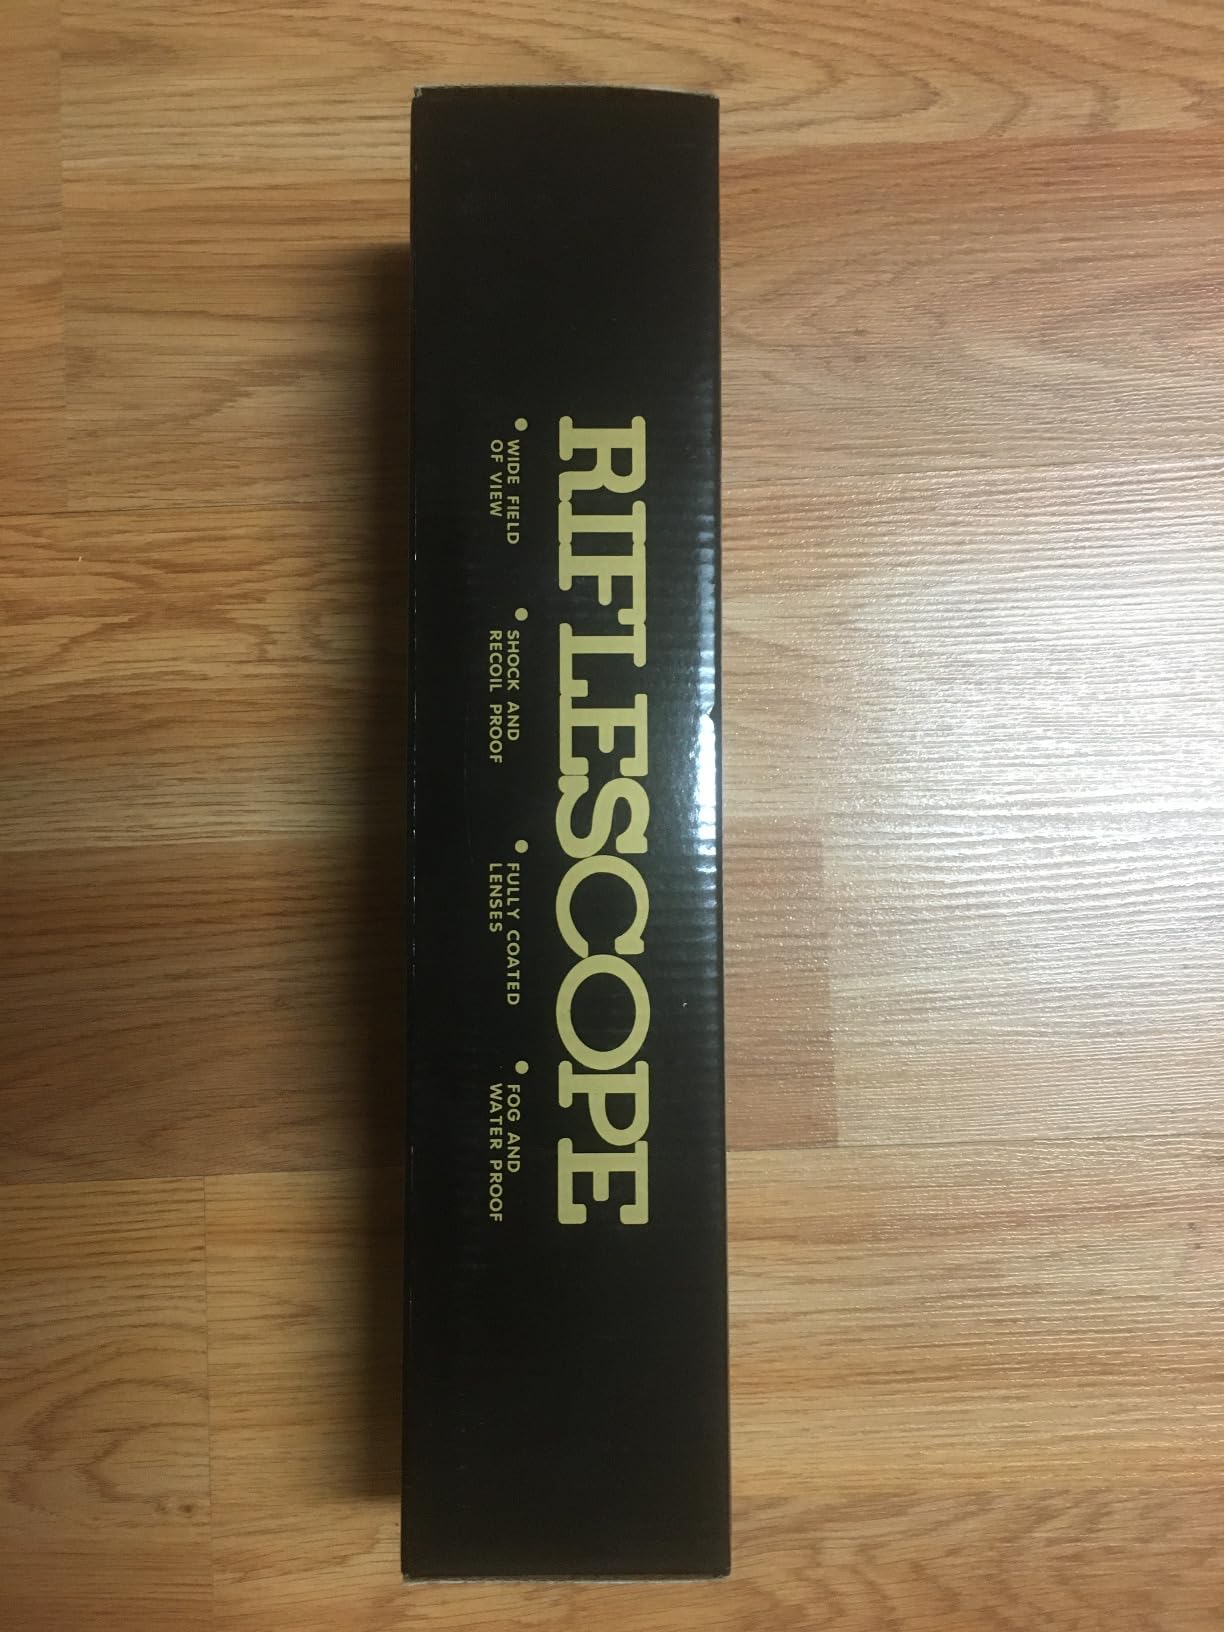 RIFLESCOPE
• WIDE FIELD
OF VIEW
• SHOCK AND
RECOIL PROOF
• FULLY COATED
LENSES
• FOG AND
WATER PROOF